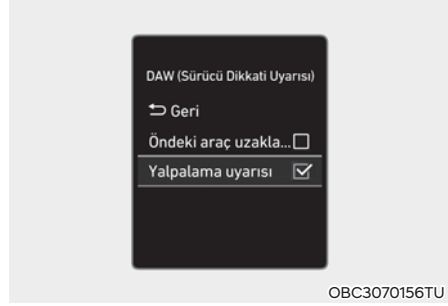 DAW (Sürücü Dikkati Uyarısı)
Geri
Öndeki araç uzakla...
Yalpalama uyarısı
OBC3070156TU